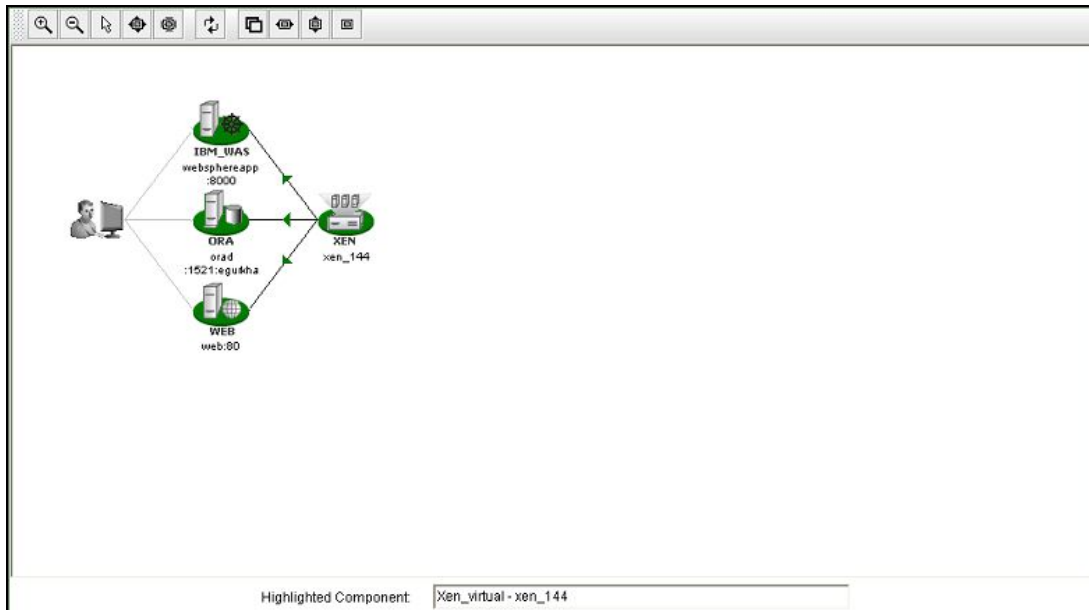 IBM_WAS
websphereapp
:8000
ORA
orad
:1521:egurkha
XEN
xen_144
WEB
web:80
Highlighted Component:
Xen_virtual - xen_144